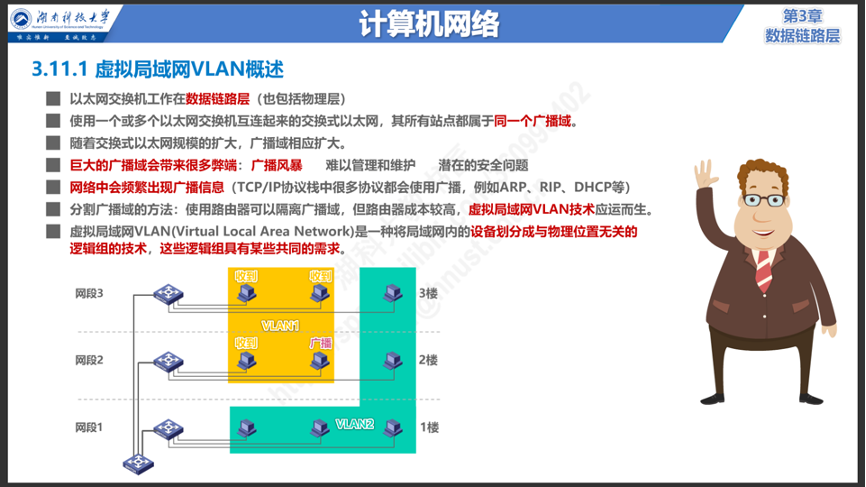 湖南科技大学
Hunan University of Science and Technology
唯实惟新 至诚致志
计算机网络
第3章
数据链路层
3.11.1 虚拟局域网VLAN概述
以太网交换机工作在数据链路层（也包括物理层）
使用一个或多个以太网交换机互连起来的交换式以太网，其所有站点都属于同一个广播域。
随着交换式以太网规模的扩大，广播域相应扩大。
巨大的广播域会带来很多弊端：广播风暴 难以管理和维护 潜在的安全问题
网络中会频繁出现广播信息（TCP/IP协议栈中很多协议都会使用广播，例如ARP、RIP、DHCP等）
分割广播域的方法：使用路由器可以隔离广播域，但路由器成本较高，虚拟局域网VLAN技术应运而生。
虚拟局域网VLAN(Virtual Local Area Network)是一种将局域网内的设备划分成与物理位置无关的
逻辑组的技术，这些逻辑组具有某些共同的需求。
收到 收到
网段3 3楼
VLAN1
收到 广播
网段2 2楼
网段1 VLAN2 1楼